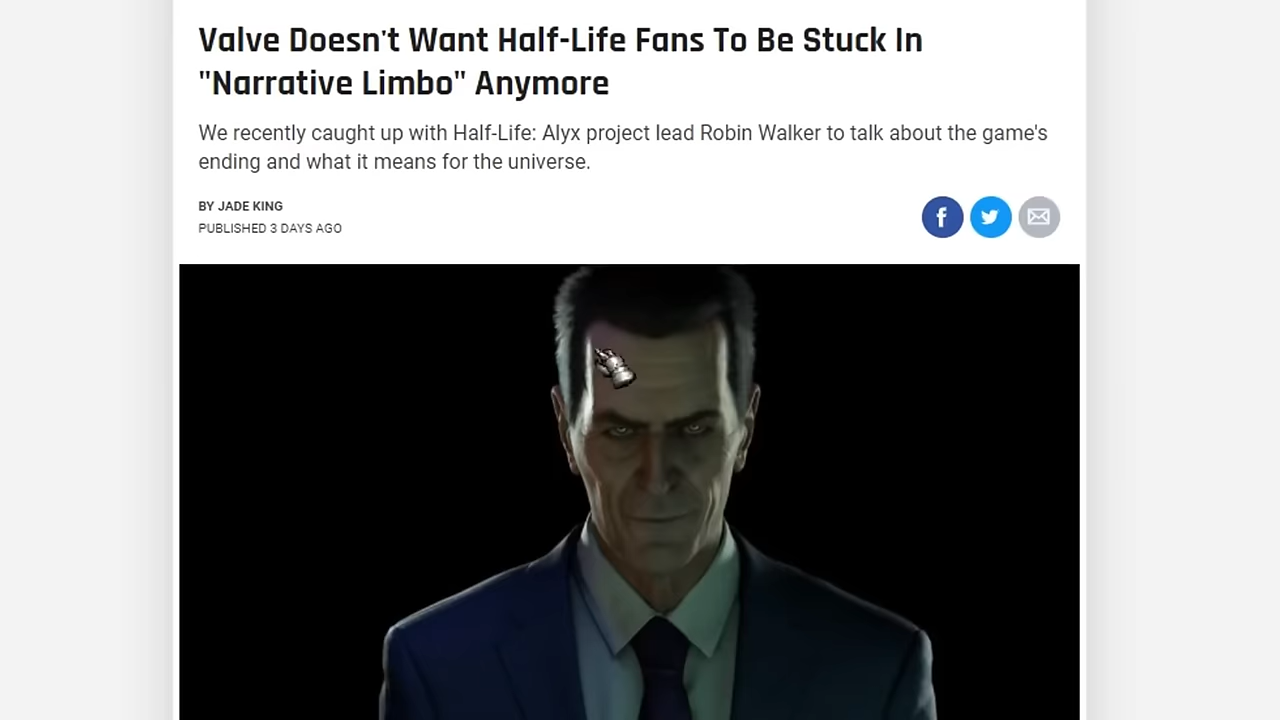 Valve Doesn't Want Half-Life Fans To Be Stuck In
"Narrative Limbo" Anymore
We recently caught up with Half-Life: Alyx project lead Robin Walker to talk about the game's
ending and what it means for the universe.
BY JADE KING
PUBLISHED 3 DAYS AGO